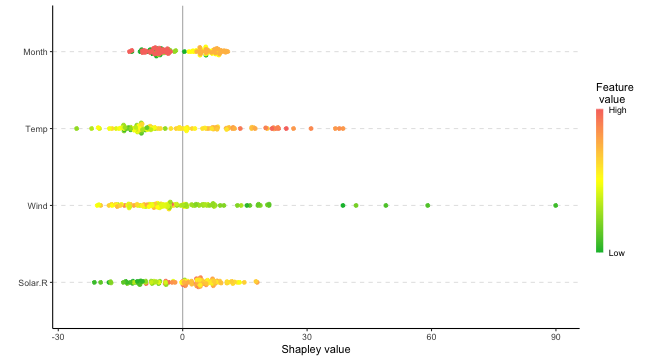 Month
Temp
Wind
Solar.R
-30
0
30
60
90
Shapley value
Feature
value
High
Low